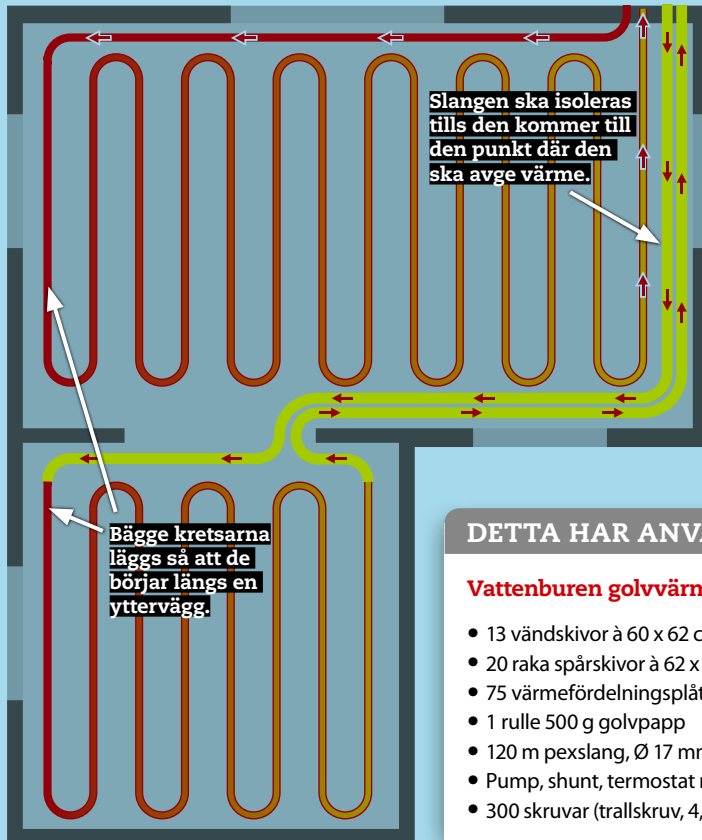 Slangen ska isoleras
tills den kommer till
den punkt där den
ska avge värme.
Bägge kretsarna
läggs så att de
börjar längs en
yttervägg.
DETTA HAR ANVÄ
Vattenburen golvvärm
• 13 vändskivor à 60 x 62 c
• 20 raka spårskivor à 62 x
• 75 värmefördelningsplåt
• 1 rulle 500 g golvpapp
• 120 m pexslang, Ø 17 mm
• Pump, shunt, termostat
• 300 skruvar (trallskruv, 4,